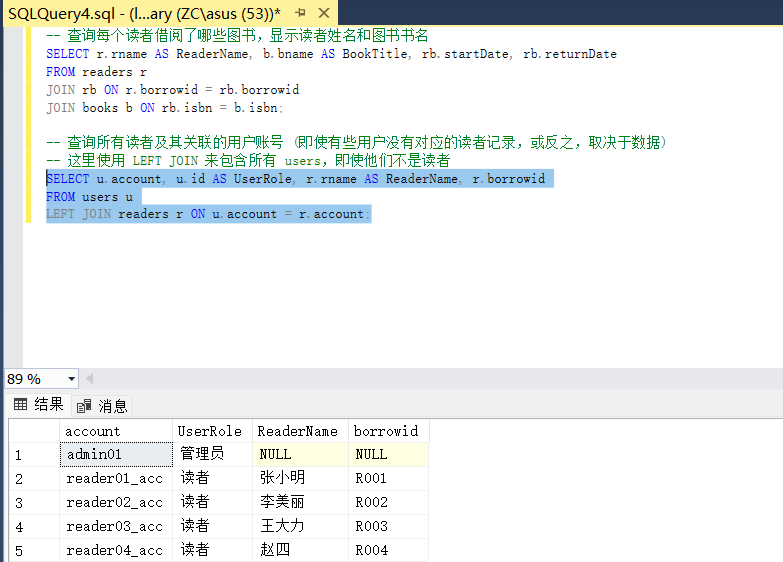 SQLQuery4.sql - (l...ary (ZC\asus (53))*
-- 查询每个读者借阅了哪些图书，显示读者姓名和图书书名
SELECT r.rname AS ReaderName, b.bname AS BookTitle, rb.startDate, rb.returnDate
FROM readers r
JOIN rb ON r.borrowid = rb.borrowid
JOIN books b ON rb.isbn = b.isbn;
-- 查询所有读者及其关联的用户账号 (即使有些用户没有对应的读者记录，或反之，取决于数据)
-- 这里使用 LEFT JOIN 来包含所有 users，即使他们不是读者
SELECT u.account, u.id AS UserRole, r.rname AS ReaderName, r.borrowid
FROM users u
LEFT JOIN readers r ON u.account = r.account;
89 %
结果 消息
account UserRole ReaderName borrowid
1 admin01 管理员 NULL NULL
2 reader01_acc 读者 张小明 R001
3 reader02_acc 读者 李美丽 R002
4 reader03_acc 读者 王大力 R003
5 reader04_acc 读者 赵四 R004